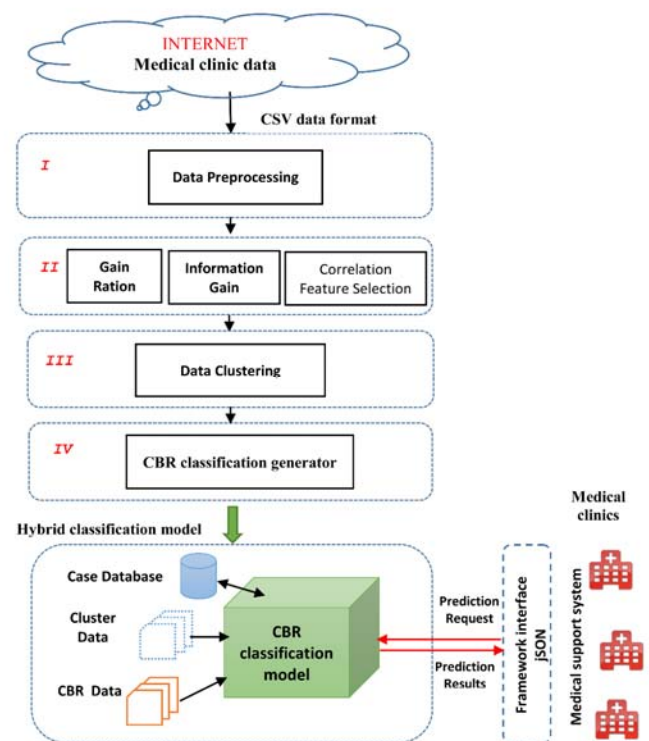 INTERNET
Medical clinic data
CSV data format
I
Data Preprocessing
II
Gain
Ration
Information
Gain
Correlation
Feature Selection
III
Data Clustering
IV
CBR classification generator
Hybrid classification model
Case Database
Cluster
Data
CBR Data
CBR
classification
model
Prediction
Request
Prediction
Results
Framework interface
jSON
Medical support system
Medical
clinics